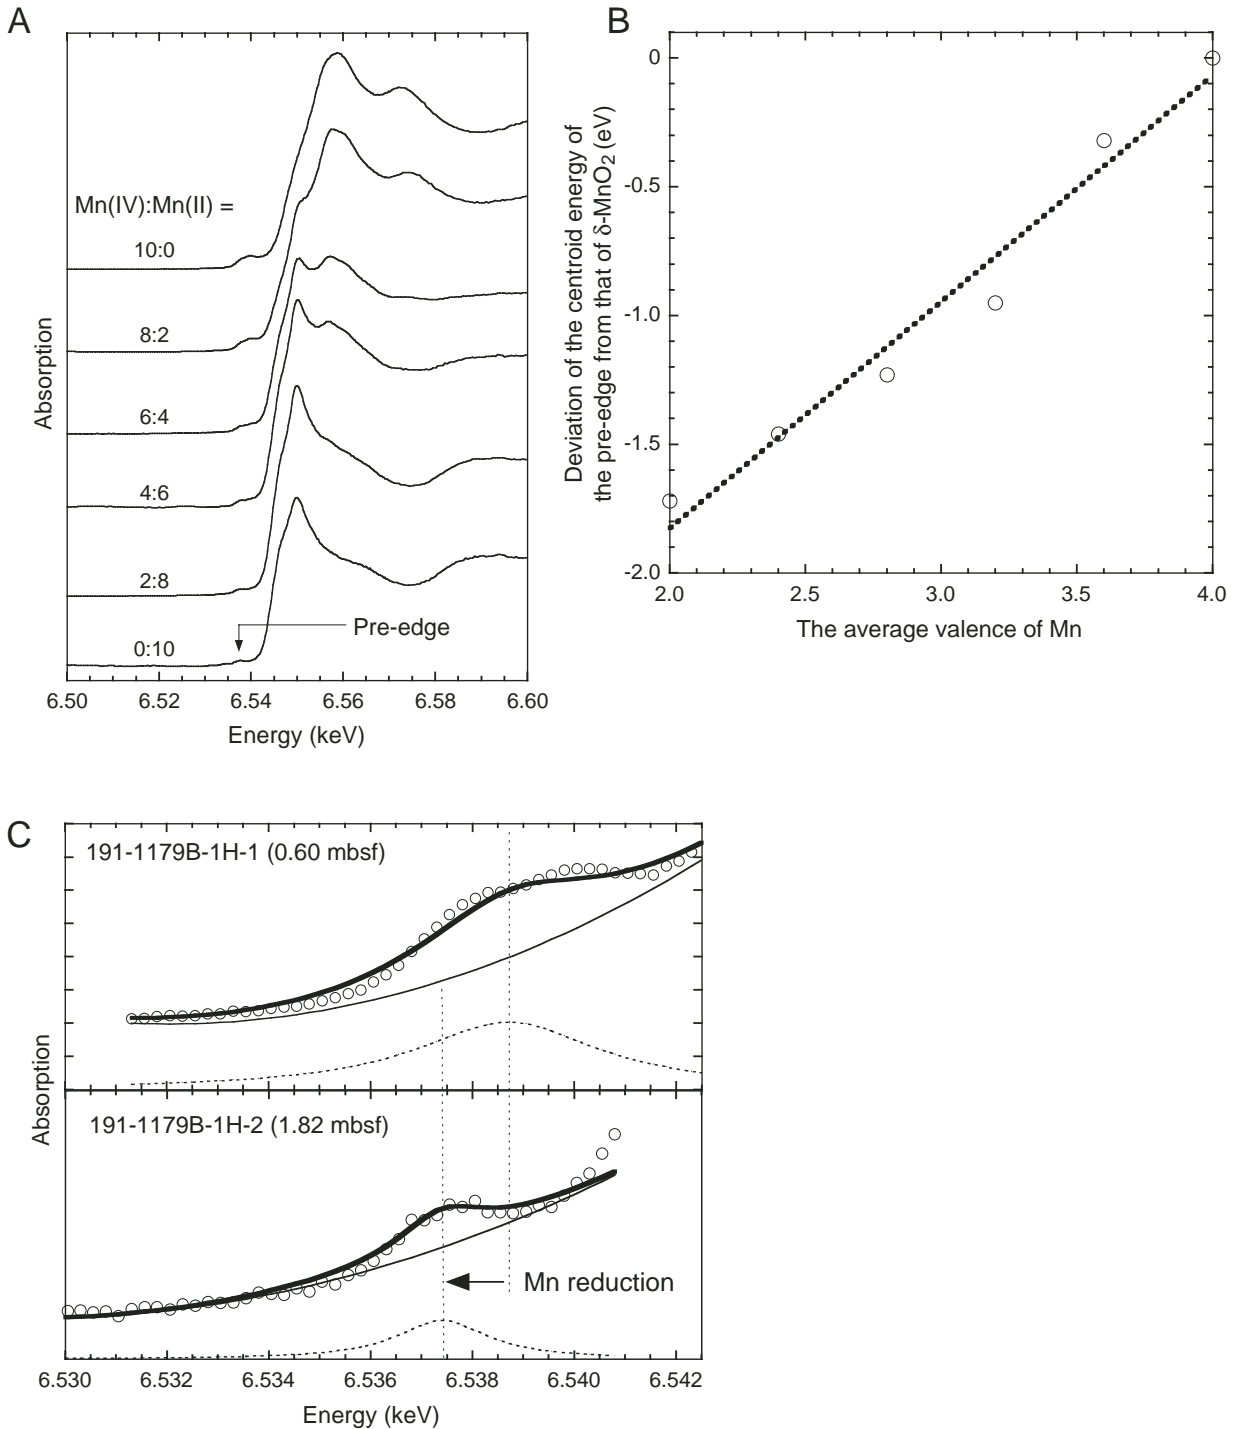 A
Mn(IV):Mn(II) =
10:0
8:2
6:4
4:6
2:8
0:10
Pre-edge
Absorption
6.50 6.52 6.54 6.56 6.58 6.60
Energy (keV)
B
0
-0.5
-1.0
-1.5
-2.0
Deviation of the centroid energy of
the pre-edge from that of δ-MnO2 (eV)
2.0 2.5 3.0 3.5 4.0
The average valence of Mn
C
191-1179B-1H-1 (0.60 mbsf)
Absorption
191-1179B-1H-2 (1.82 mbsf)
Mn reduction
6.530 6.532 6.534 6.536 6.538 6.540 6.542
Energy (keV)